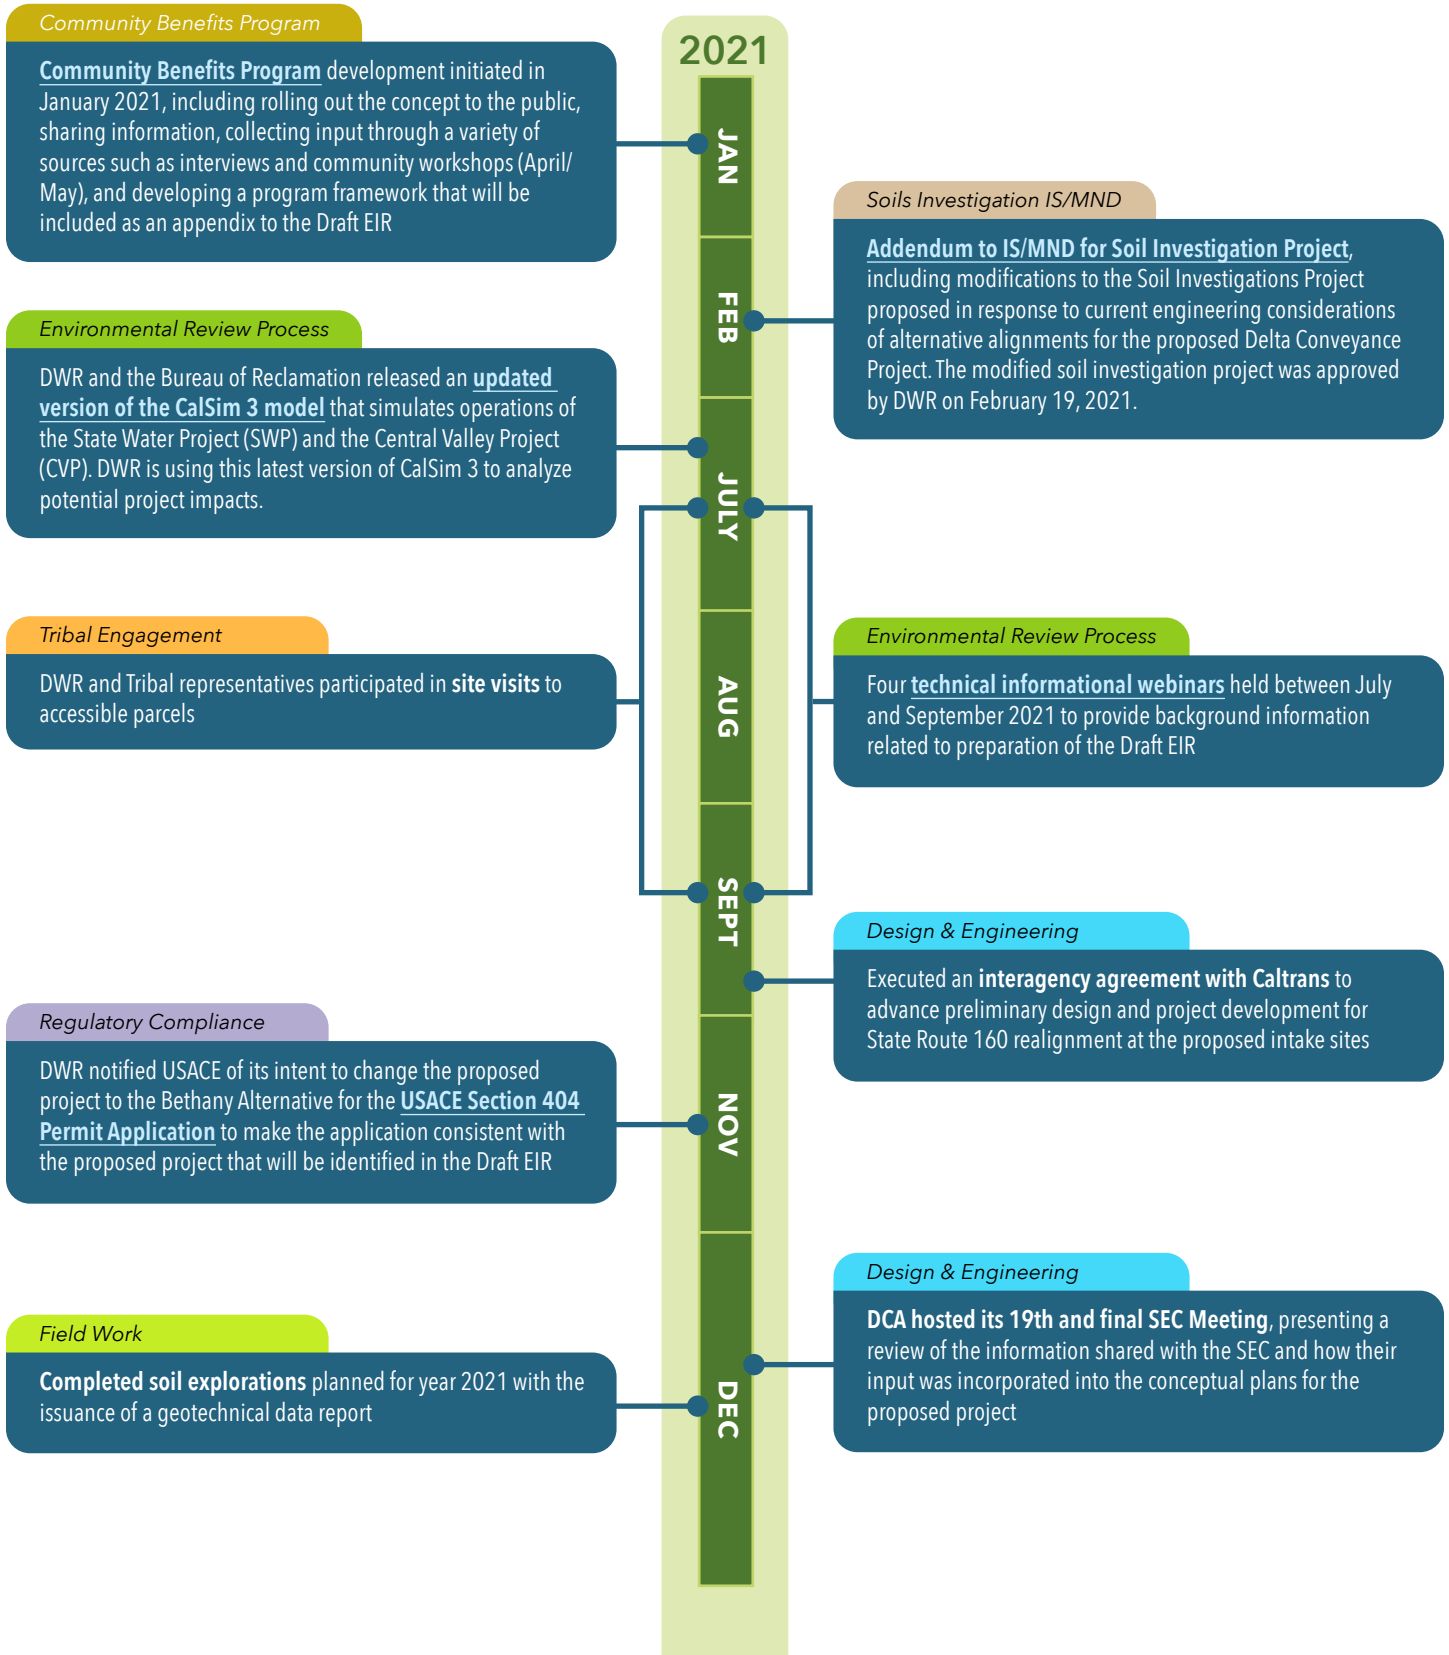 2021
Community Benefits Program
Community Benefits Program development initiated in
January 2021, including rolling out the concept to the public,
sharing information, collecting input through a variety of
sources such as interviews and community workshops (April/
May), and developing a program framework that will be
included as an appendix to the Draft EIR
JAN
Soils Investigation IS/MND
Addendum to IS/MND for Soil Investigation Project,
including modifications to the Soil Investigations Project
proposed in response to current engineering considerations
of alternative alignments for the proposed Delta Conveyance
Project. The modified soil investigation project was approved
by DWR on February 19, 2021.
FEB
Environmental Review Process
DWR and the Bureau of Reclamation released an updated
version of the CalSim 3 model that simulates operations of
the State Water Project (SWP) and the Central Valley Project
(CVP). DWR is using this latest version of CalSim 3 to analyze
potential project impacts.
JULY
Tribal Engagement
DWR and Tribal representatives participated in site visits to
accessible parcels
AUG
Environmental Review Process
Four technical informational webinars held between July
and September 2021 to provide background information
related to preparation of the Draft EIR
SEPT
Design & Engineering
Executed an interagency agreement with Caltrans to
advance preliminary design and project development for
State Route 160 realignment at the proposed intake sites
Regulatory Compliance
DWR notified USACE of its intent to change the proposed
project to the Bethany Alternative for the USACE Section 404
Permit Application to make the application consistent with
the proposed project that will be identified in the Draft EIR
NOV
Design & Engineering
DCA hosted its 19th and final SEC Meeting, presenting a
review of the information shared with the SEC and how their
input was incorporated into the conceptual plans for the
proposed project
Field Work
Completed soil explorations planned for year 2021 with the
issuance of a geotechnical data report
DEC